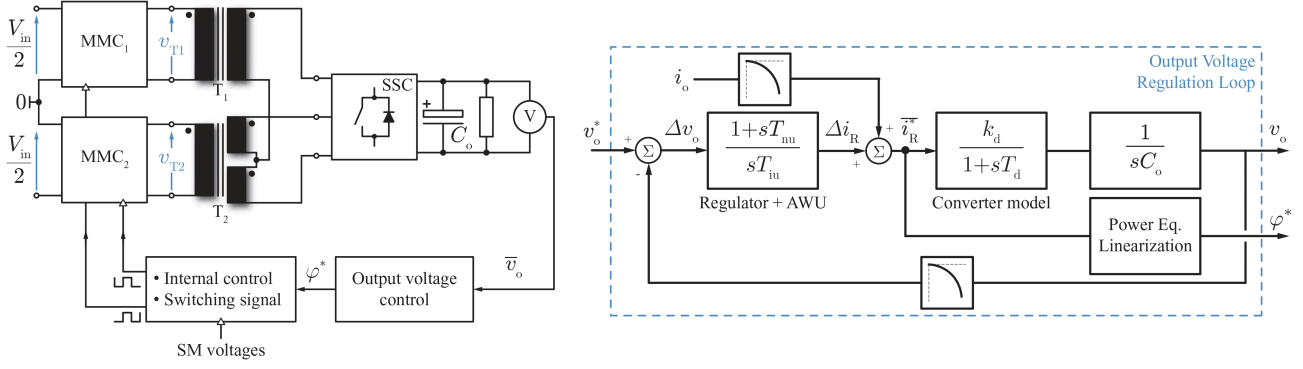 V_in
2
MMC₁
v_T1
T₁
0
V_in
2
MMC₂
v_T2
T₂
SSC
+
C_o
V
• Internal control
• Switching signal
φ*
Output voltage
control
v̅_o
SM voltages
Output Voltage
Regulation Loop
i_o
v_o*
+
Σ
-
Δv_o
1+sT_nu
sT_iu
Regulator + AWU
Δi_R
+
+
Σ
i̅_R*
k_d
1+sT_d
Converter model
1
sC_o
v_o
Power Eq.
Linearization
φ*